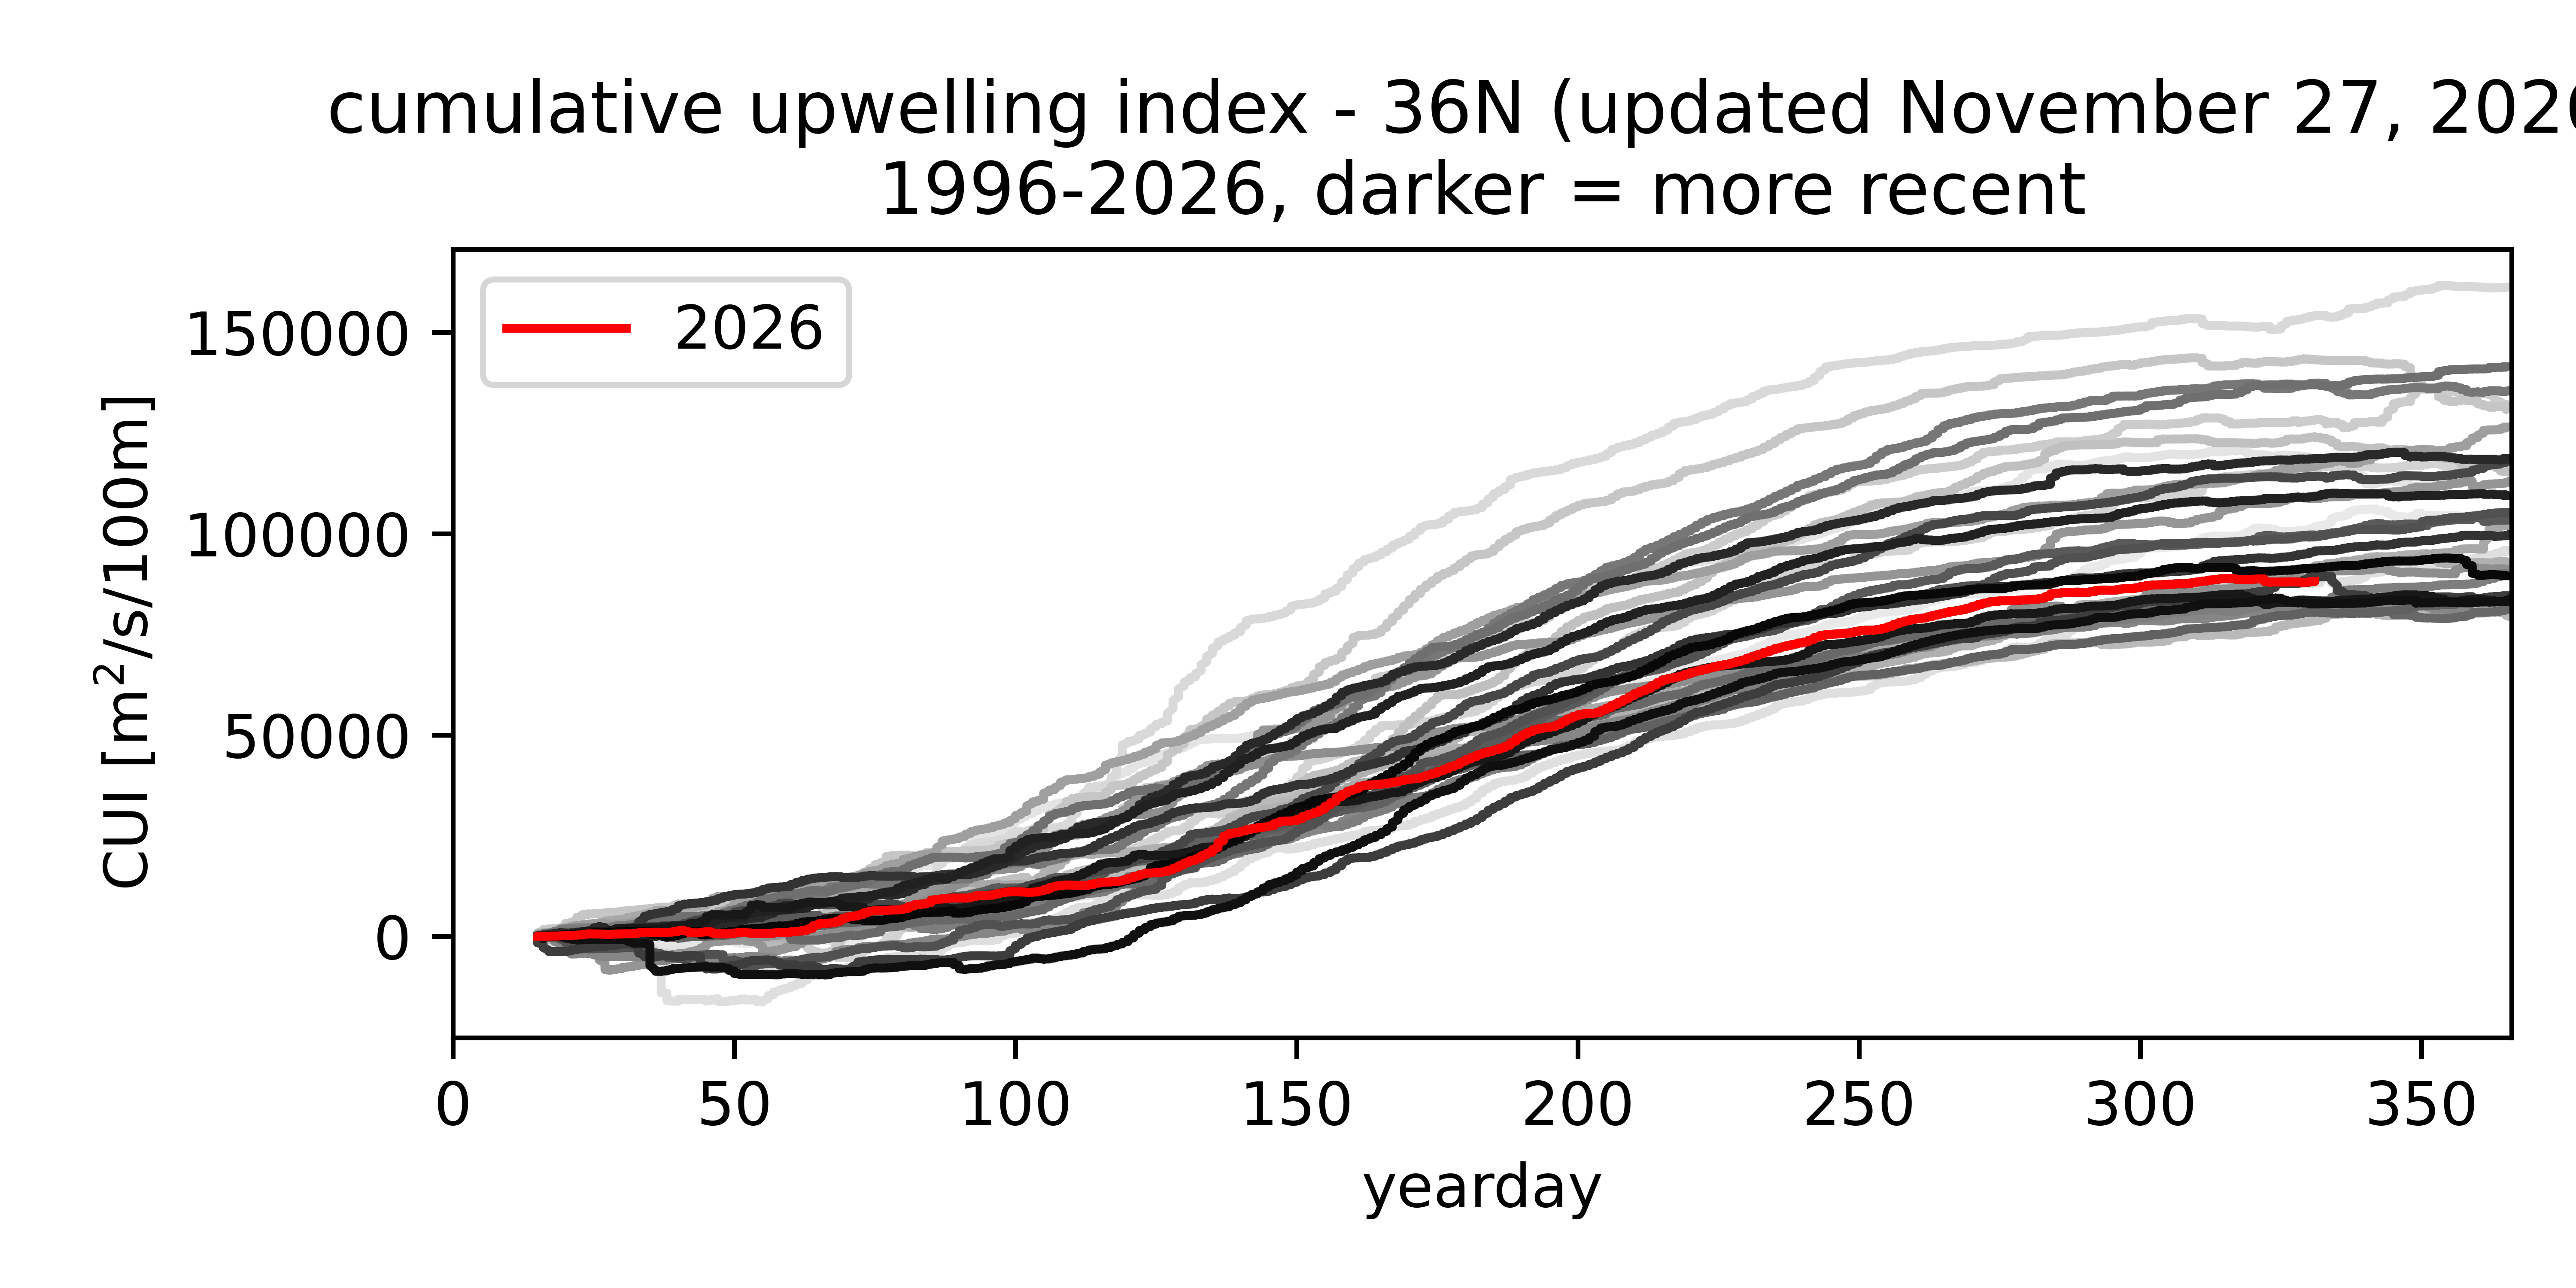 cumulative upwelling index - 36N (updated November 27, 202
1996-2026, darker = more recent
2026
CUI [m²/s/100m]
150000
100000
50000
0
0 50 100 150 200 250 300 350
yearday